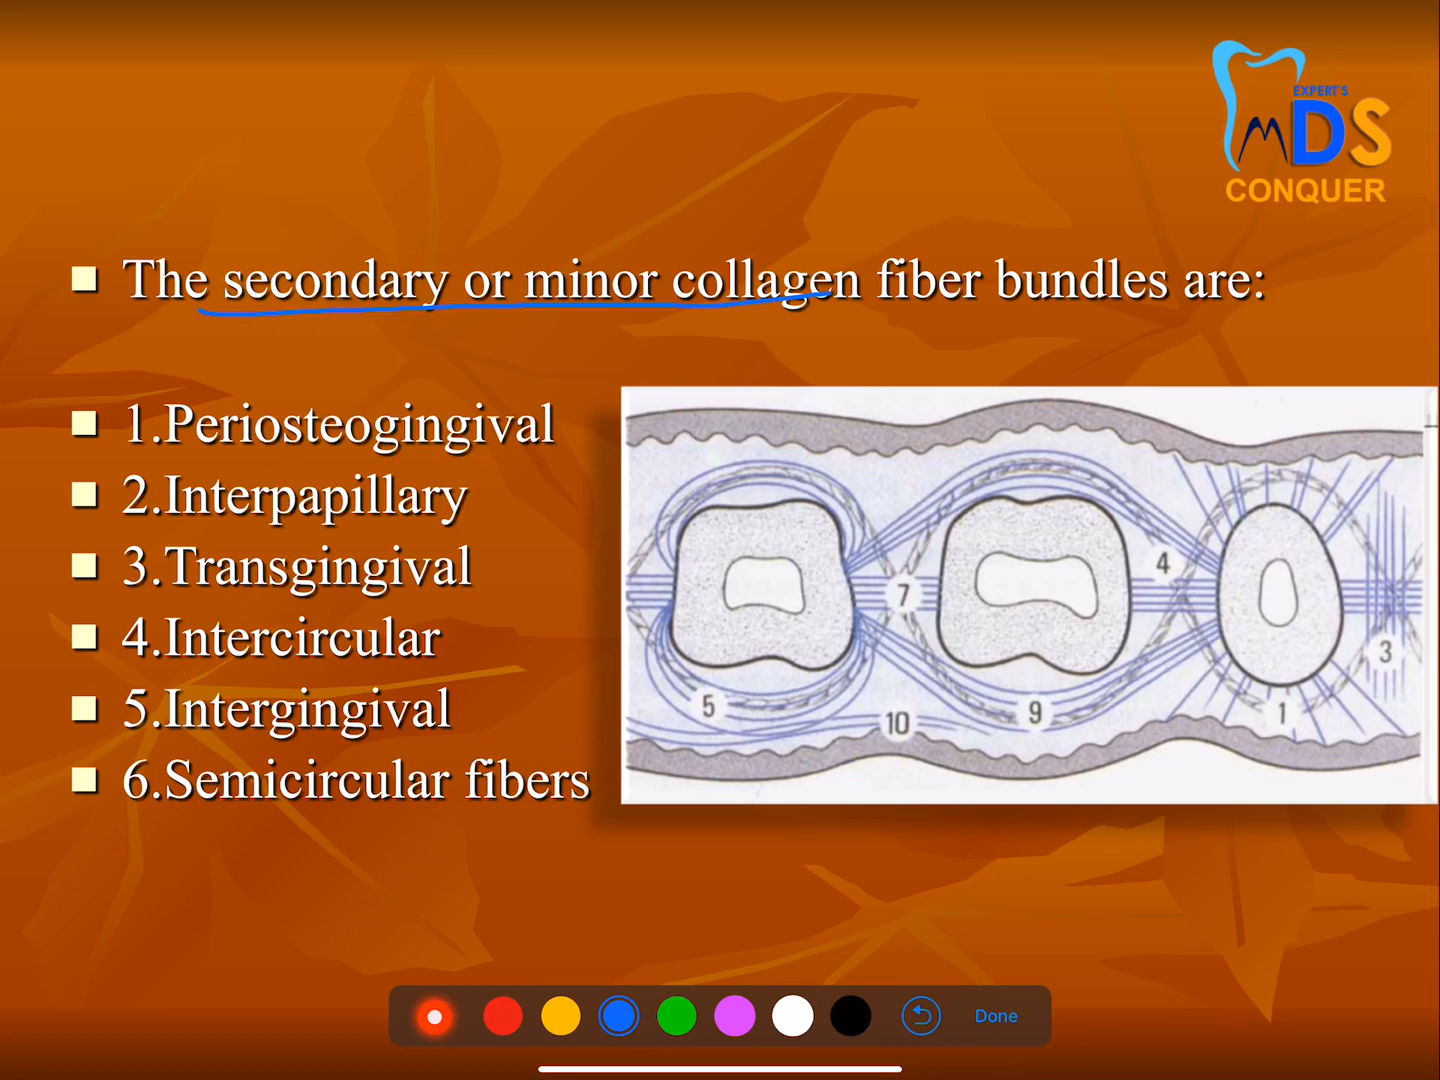 EXPERT'S
MDS
CONQUER
The secondary or minor collagen fiber bundles are:
1.Periosteogingival
2.Interpapillary
3.Transgingival
4.Intercircular
5.Intergingival
6.Semicircular fibers
4
7
3
5
10
9
1
Done